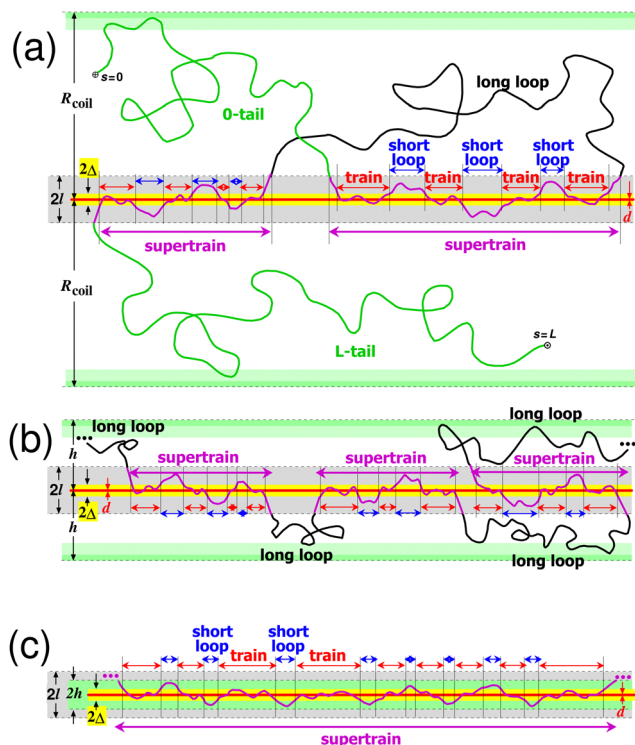 (a)
s=0
0-tail
long loop
R_coil
short loop
short loop
short loop
2Δ
train
train
train
train
2l
d
supertrain
supertrain
R_coil
s=L
L-tail
(b)
long loop
long loop
h
supertrain
supertrain
supertrain
2l
d
2Δ
h
long loop
long loop
(c)
short loop
train
short loop
train
2l
2h
2Δ
d
supertrain